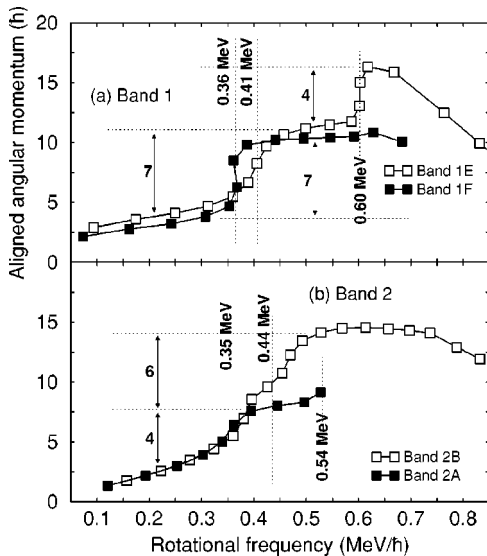 Aligned angular momentum (h)
20
15
10
5
0
(a) Band 1
0.36 MeV
0.41 MeV
0.60 MeV
7
4
7
Band 1E
Band 1F
20
15
10
5
0
(b) Band 2
0.35 MeV
0.44 MeV
0.54 MeV
6
4
Band 2B
Band 2A
0.1 0.2 0.3 0.4 0.5 0.6 0.7 0.8
Rotational frequency (MeV/h)